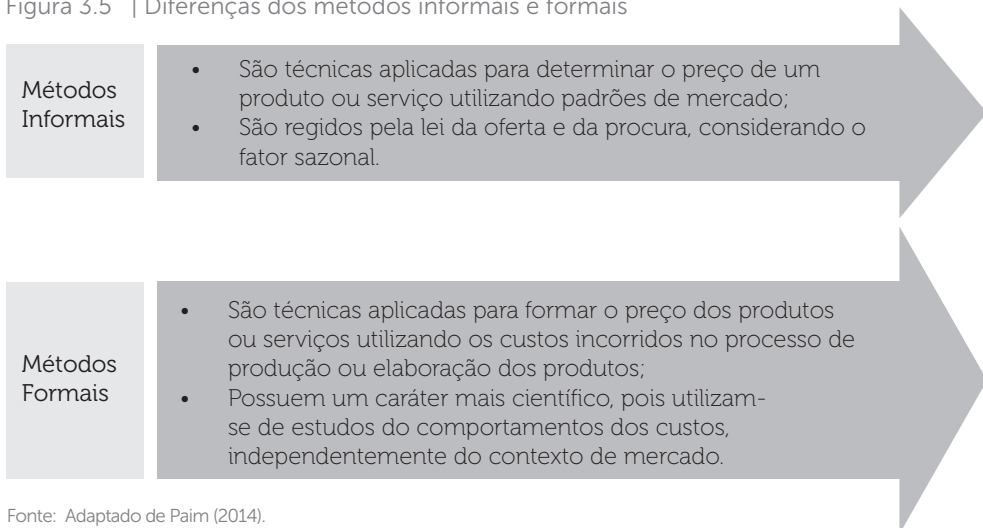 Figura 3.5 | Diferenças dos métodos informais e formais
Métodos
Informais
• São técnicas aplicadas para determinar o preço de um
produto ou serviço utilizando padrões de mercado;
• São regidos pela lei da oferta e da procura, considerando o
fator sazonal.
Métodos
Formais
• São técnicas aplicadas para formar o preço dos produtos
ou serviços utilizando os custos incorridos no processo de
produção ou elaboração dos produtos;
• Possuem um caráter mais científico, pois utilizam-
se de estudos do comportamentos dos custos,
independentemente do contexto de mercado.
Fonte: Adaptado de Paim (2014).